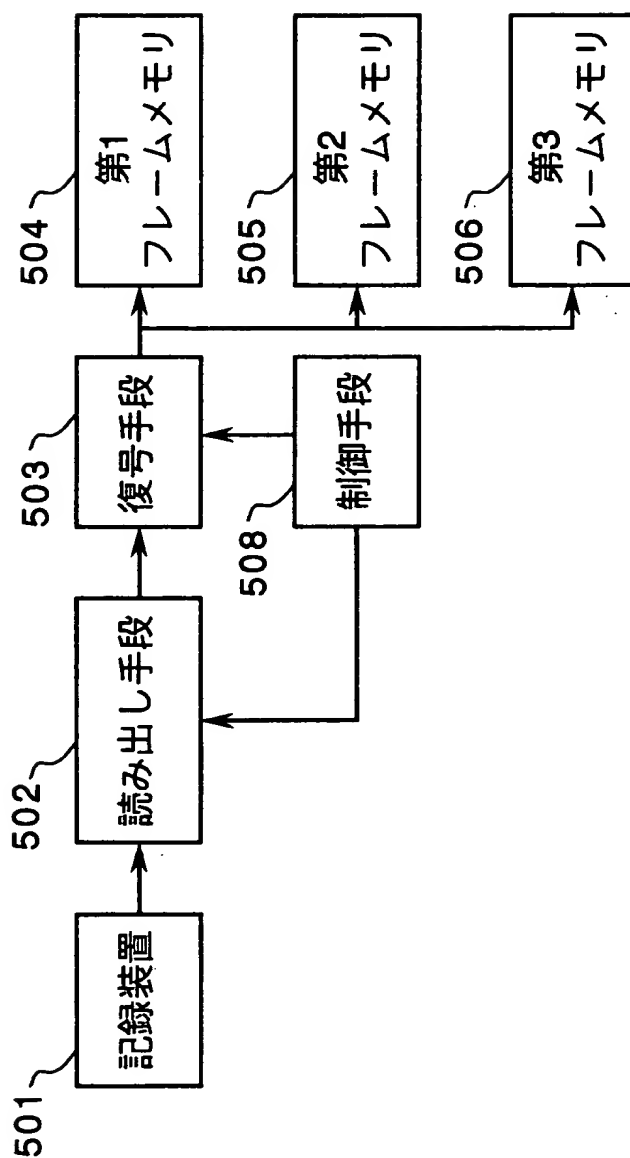 501
記録装置
502
読み出し手段
503
復号手段
508
制御手段
504
第1
フレームメモリ
505
第2
フレームメモリ
506
第3
フレームメモリ